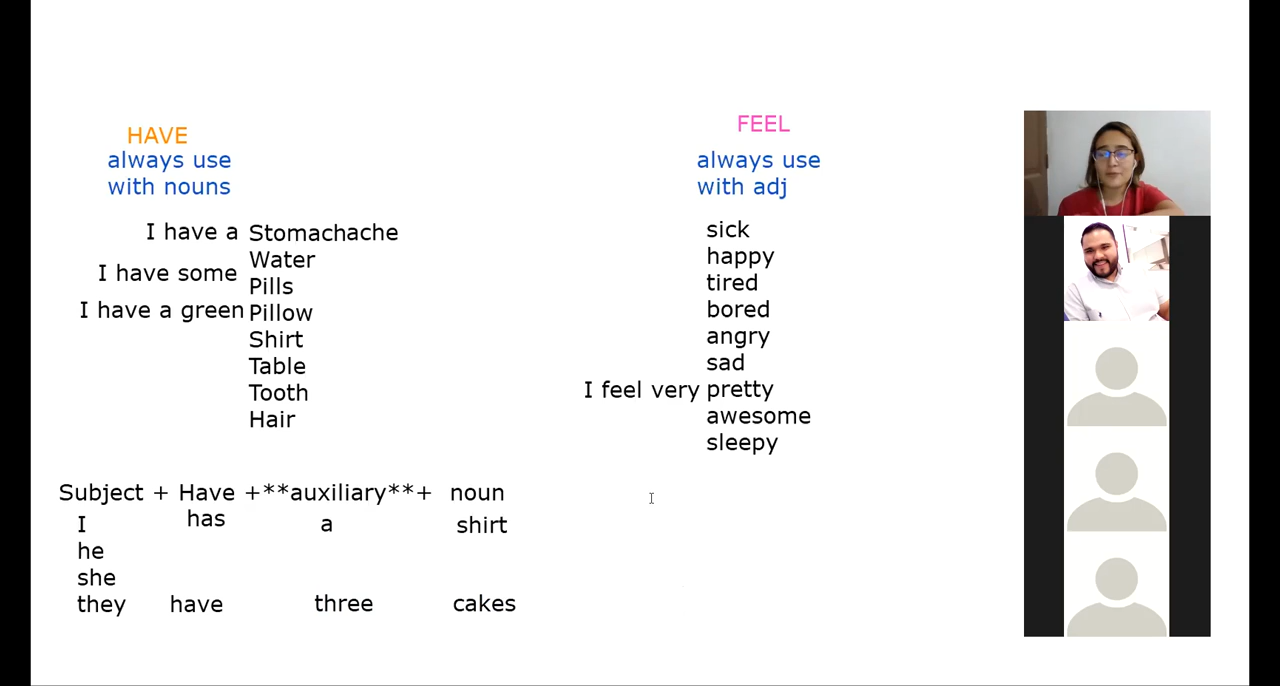 HAVE
always use
with nouns
I have a Stomachache
Water
I have some
Pills
I have a green Pillow
Shirt
Table
Tooth
Hair
FEEL
always use
with adj
sick
happy
tired
bored
angry
sad
I feel very pretty
awesome
sleepy
Subject + Have +**auxiliary**+ noun
has
I a shirt
he
she
they have three cakes